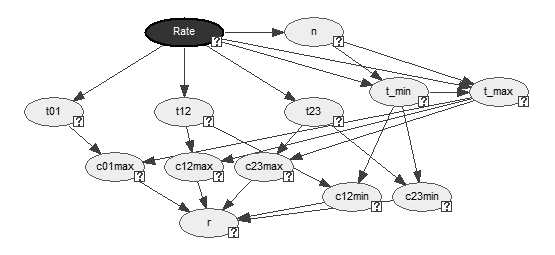 Rate
?
n
?
t01
?
t12
?
t23
?
t_min
?
t_max
?
c01max
?
c12max
?
c23max
?
c12min
?
c23min
?
r
?